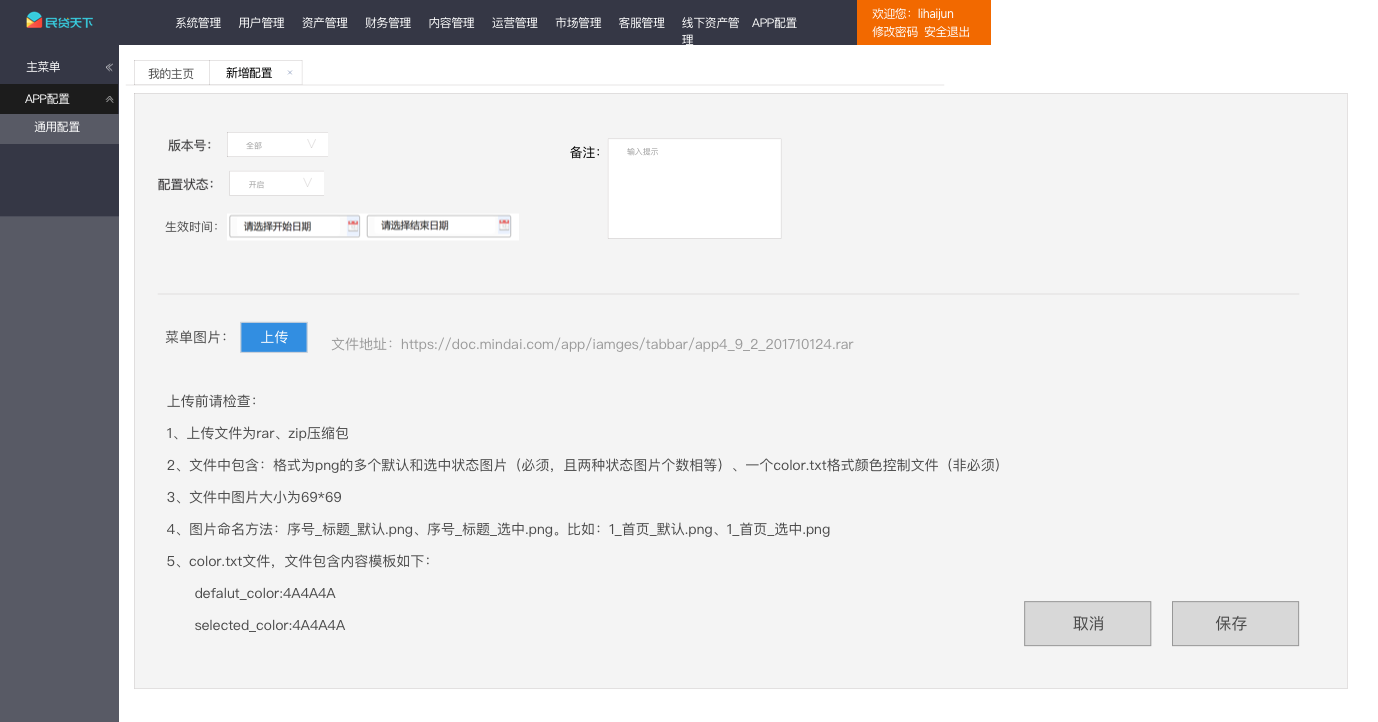 民贷天下
系统管理 用户管理 资产管理 财务管理 内容管理 运营管理 市场管理 客服管理 线下资产管理 APP配置
欢迎您：lihaijun
修改密码 安全退出
主菜单
APP配置
通用配置
我的主页 新增配置 ×
版本号： 全部
备注： 输入提示
配置状态： 开启
生效时间： 请选择开始日期 请选择结束日期
菜单图片： 上传 文件地址：https://doc.mindai.com/app/iamges/tabbar/app4_9_2_201710124.rar
上传前请检查：
1、上传文件为rar、zip压缩包
2、文件中包含：格式为png的多个默认和选中状态图片（必须，且两种状态图片个数相等）、一个color.txt格式颜色控制文件（非必须）
3、文件中图片大小为69*69
4、图片命名方法：序号_标题_默认.png、序号_标题_选中.png。比如：1_首页_默认.png、1_首页_选中.png
5、color.txt文件，文件包含内容模板如下：
defalut_color:4A4A4A
selected_color:4A4A4A
取消 保存